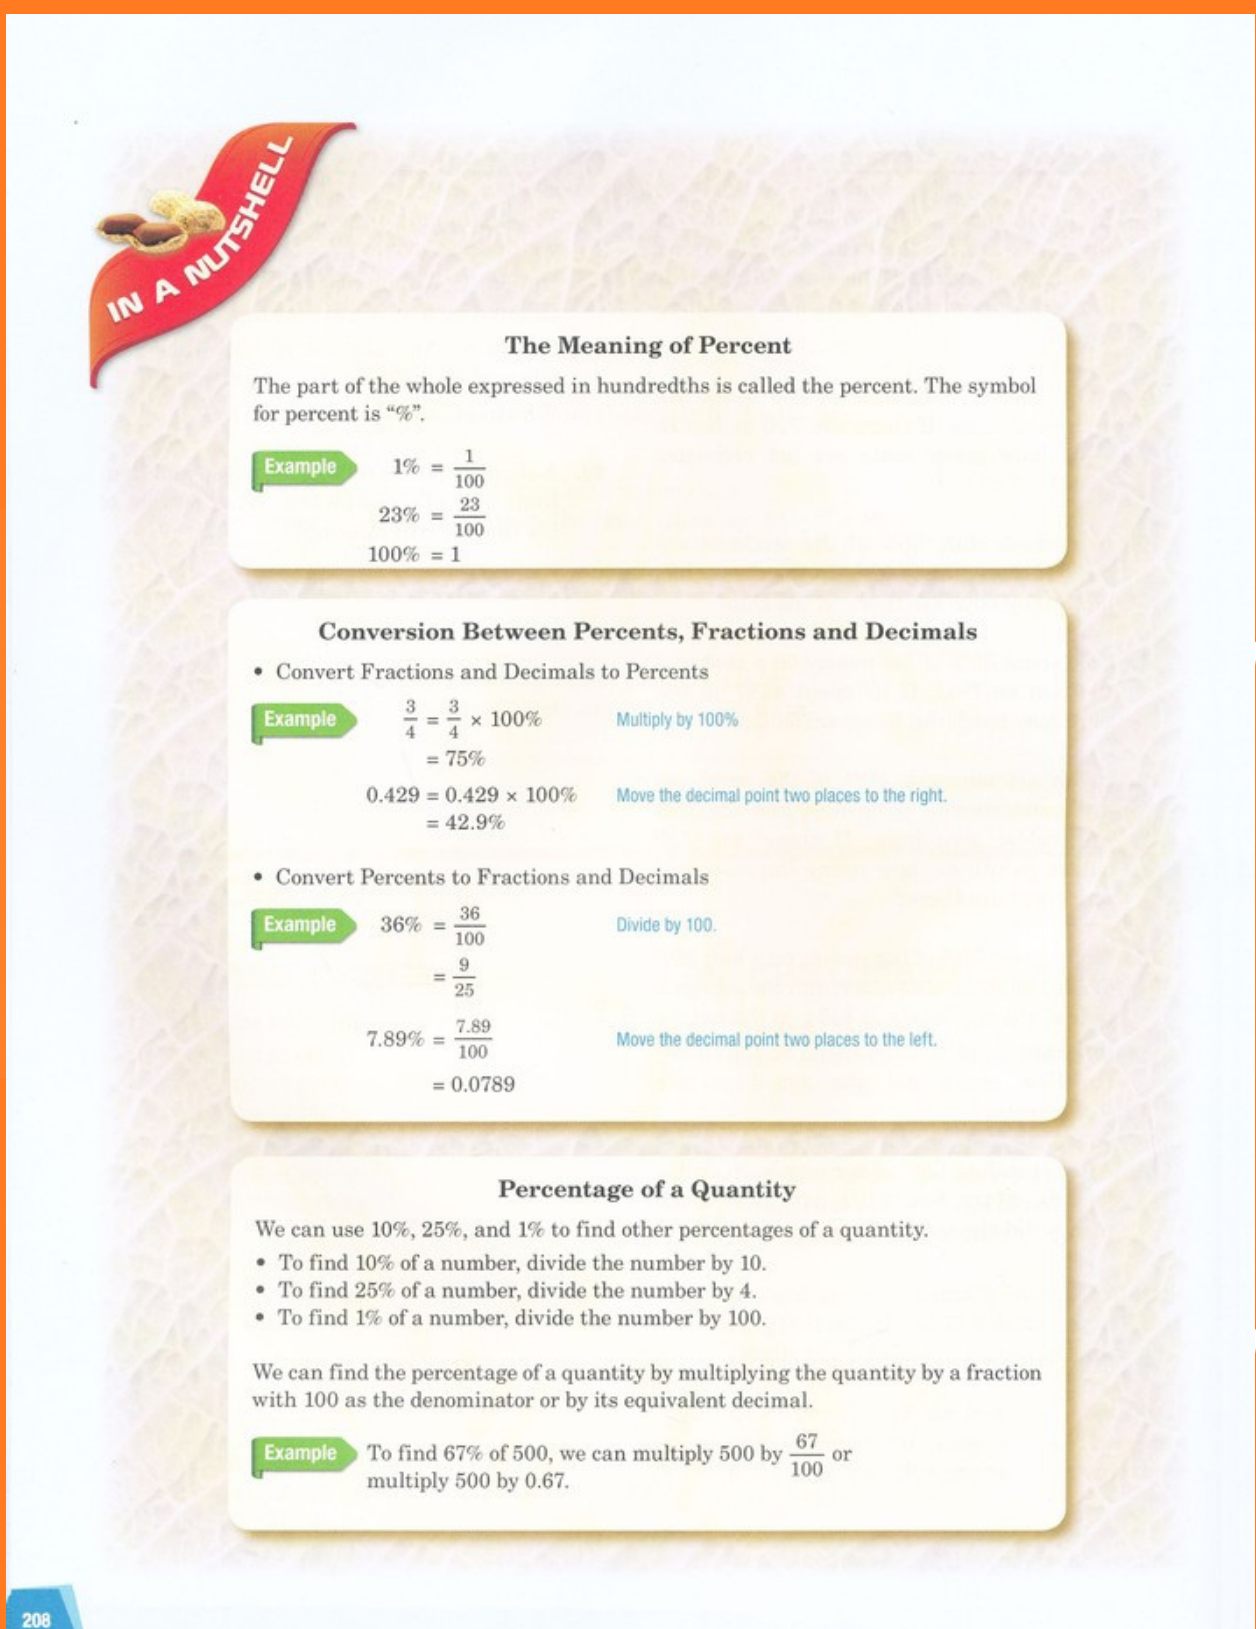 IN A NUTSHELL
The Meaning of Percent
The part of the whole expressed in hundredths is called the percent. The symbol
for percent is “%”.
Example 1% = 1/100
23% = 23/100
100% = 1
Conversion Between Percents, Fractions and Decimals
• Convert Fractions and Decimals to Percents
Example 3/4 = 3/4 × 100% Multiply by 100%
= 75%
0.429 = 0.429 × 100% Move the decimal point two places to the right.
= 42.9%
• Convert Percents to Fractions and Decimals
Example 36% = 36/100 Divide by 100.
= 9/25
7.89% = 7.89/100 Move the decimal point two places to the left.
= 0.0789
Percentage of a Quantity
We can use 10%, 25%, and 1% to find other percentages of a quantity.
• To find 10% of a number, divide the number by 10.
• To find 25% of a number, divide the number by 4.
• To find 1% of a number, divide the number by 100.
We can find the percentage of a quantity by multiplying the quantity by a fraction
with 100 as the denominator or by its equivalent decimal.
Example To find 67% of 500, we can multiply 500 by 67/100 or
multiply 500 by 0.67.
208